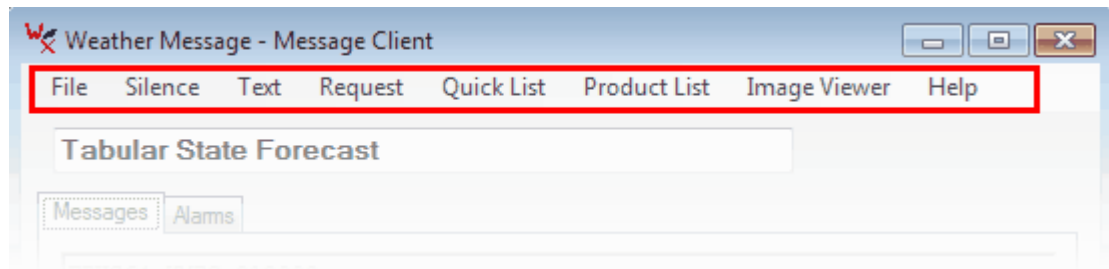 Weather Message - Message Client
File Silence Text Request Quick List Product List Image Viewer Help
Tabular State Forecast
Messages Alarms